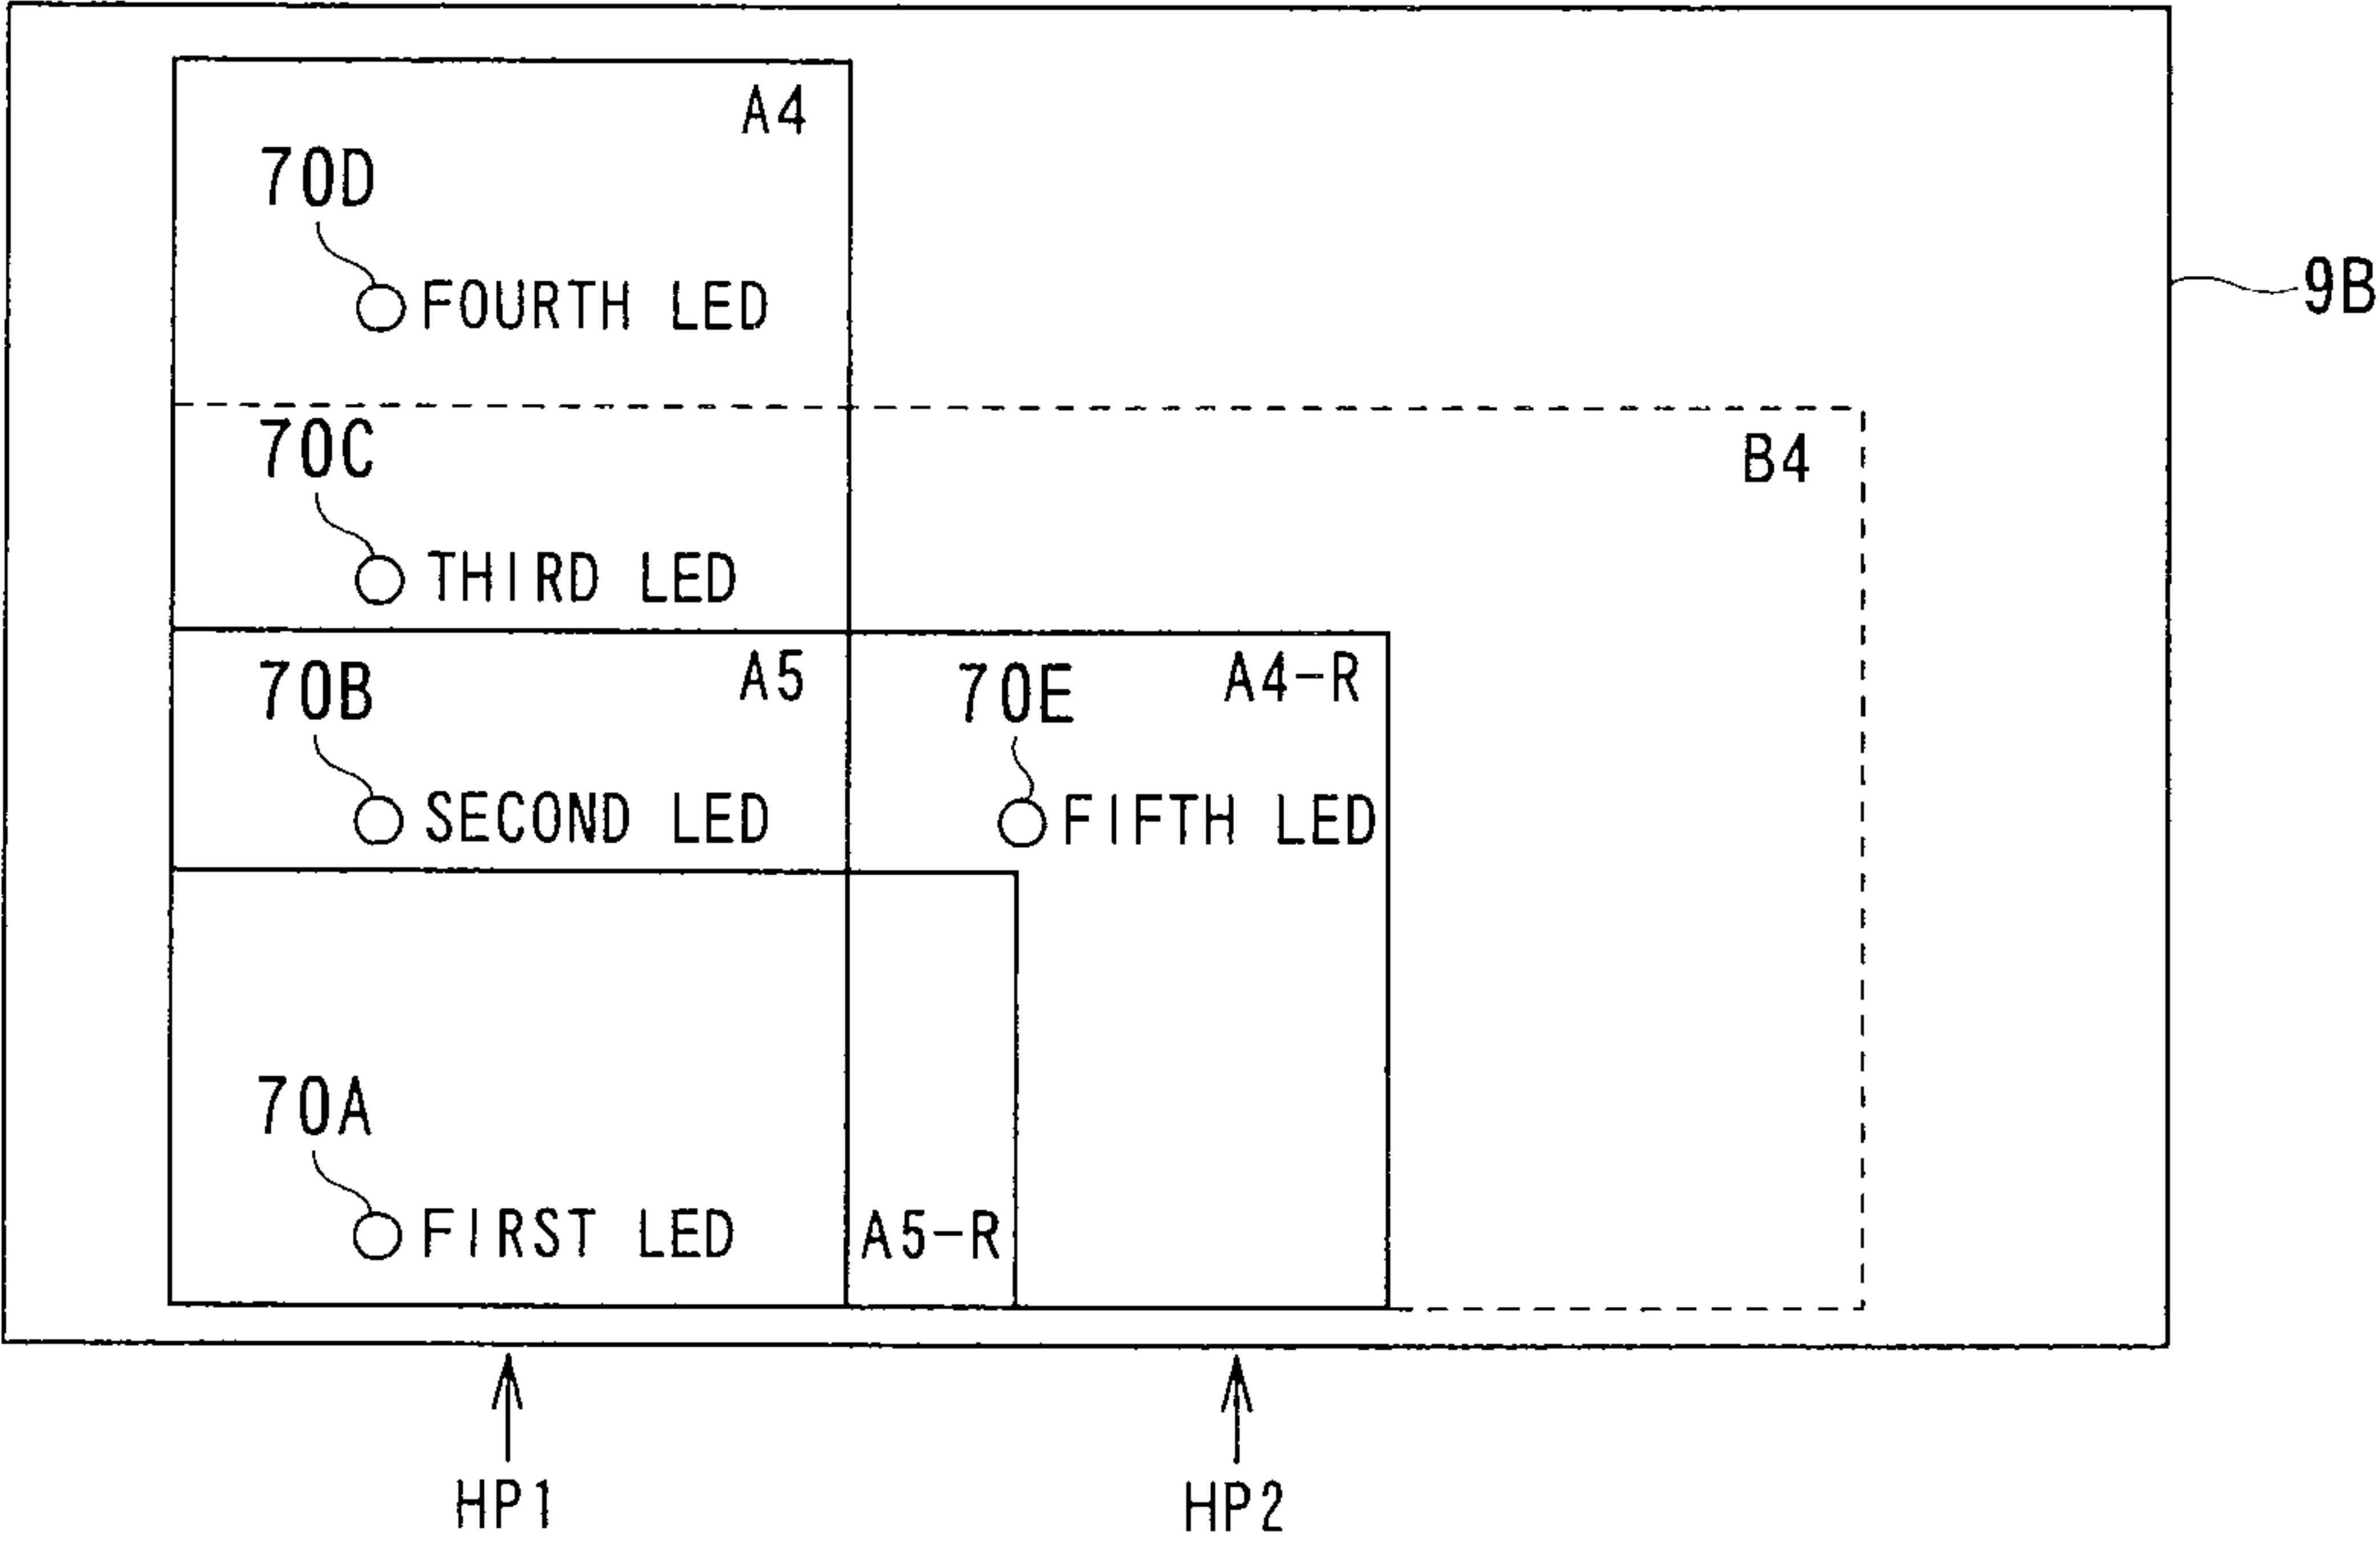 A4
70D
FOURTH LED
9B
70C
B4
THIRD LED
70B
A5
70E
A4-R
SECOND LED
FIFTH LED
70A
FIRST LED
A5-R
HP1
HP2